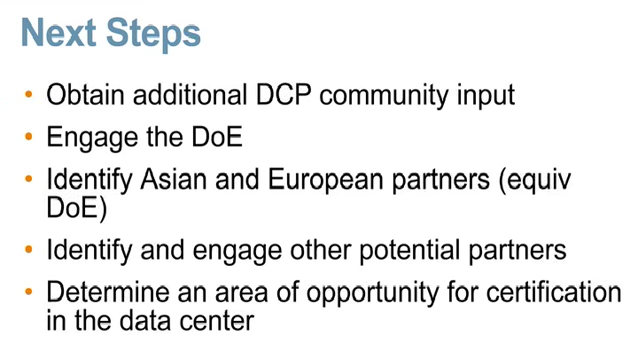 Next Steps
• Obtain additional DCP community input
• Engage the DoE
• Identify Asian and European partners (equiv
DoE)
• Identify and engage other potential partners
• Determine an area of opportunity for certification
in the data center